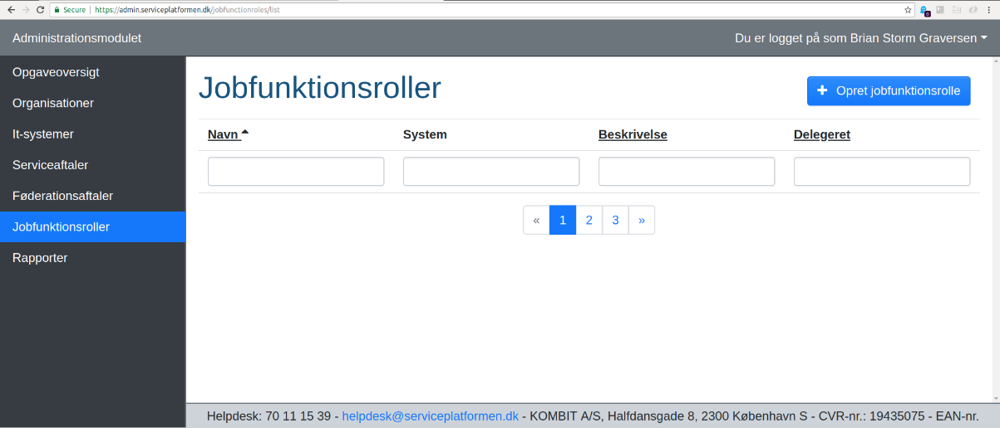 Secure https://admin.serviceplatformen.dk/jobfunctionroles/list
Administrationsmodulet Du er logget på som Brian Storm Graversen
Opgaveoversigt
Organisationer
It-systemer
Serviceaftaler
Føderationsaftaler
Jobfunktionsroller
Rapporter
Jobfunktionsroller
+ Opret jobfunktionsrolle
Navn System Beskrivelse Delegeret
« 1 2 3 »
Helpdesk: 70 11 15 39 - helpdesk@serviceplatformen.dk - KOMBIT A/S, Halfdansgade 8, 2300 København S - CVR-nr.: 19435075 - EAN-nr.